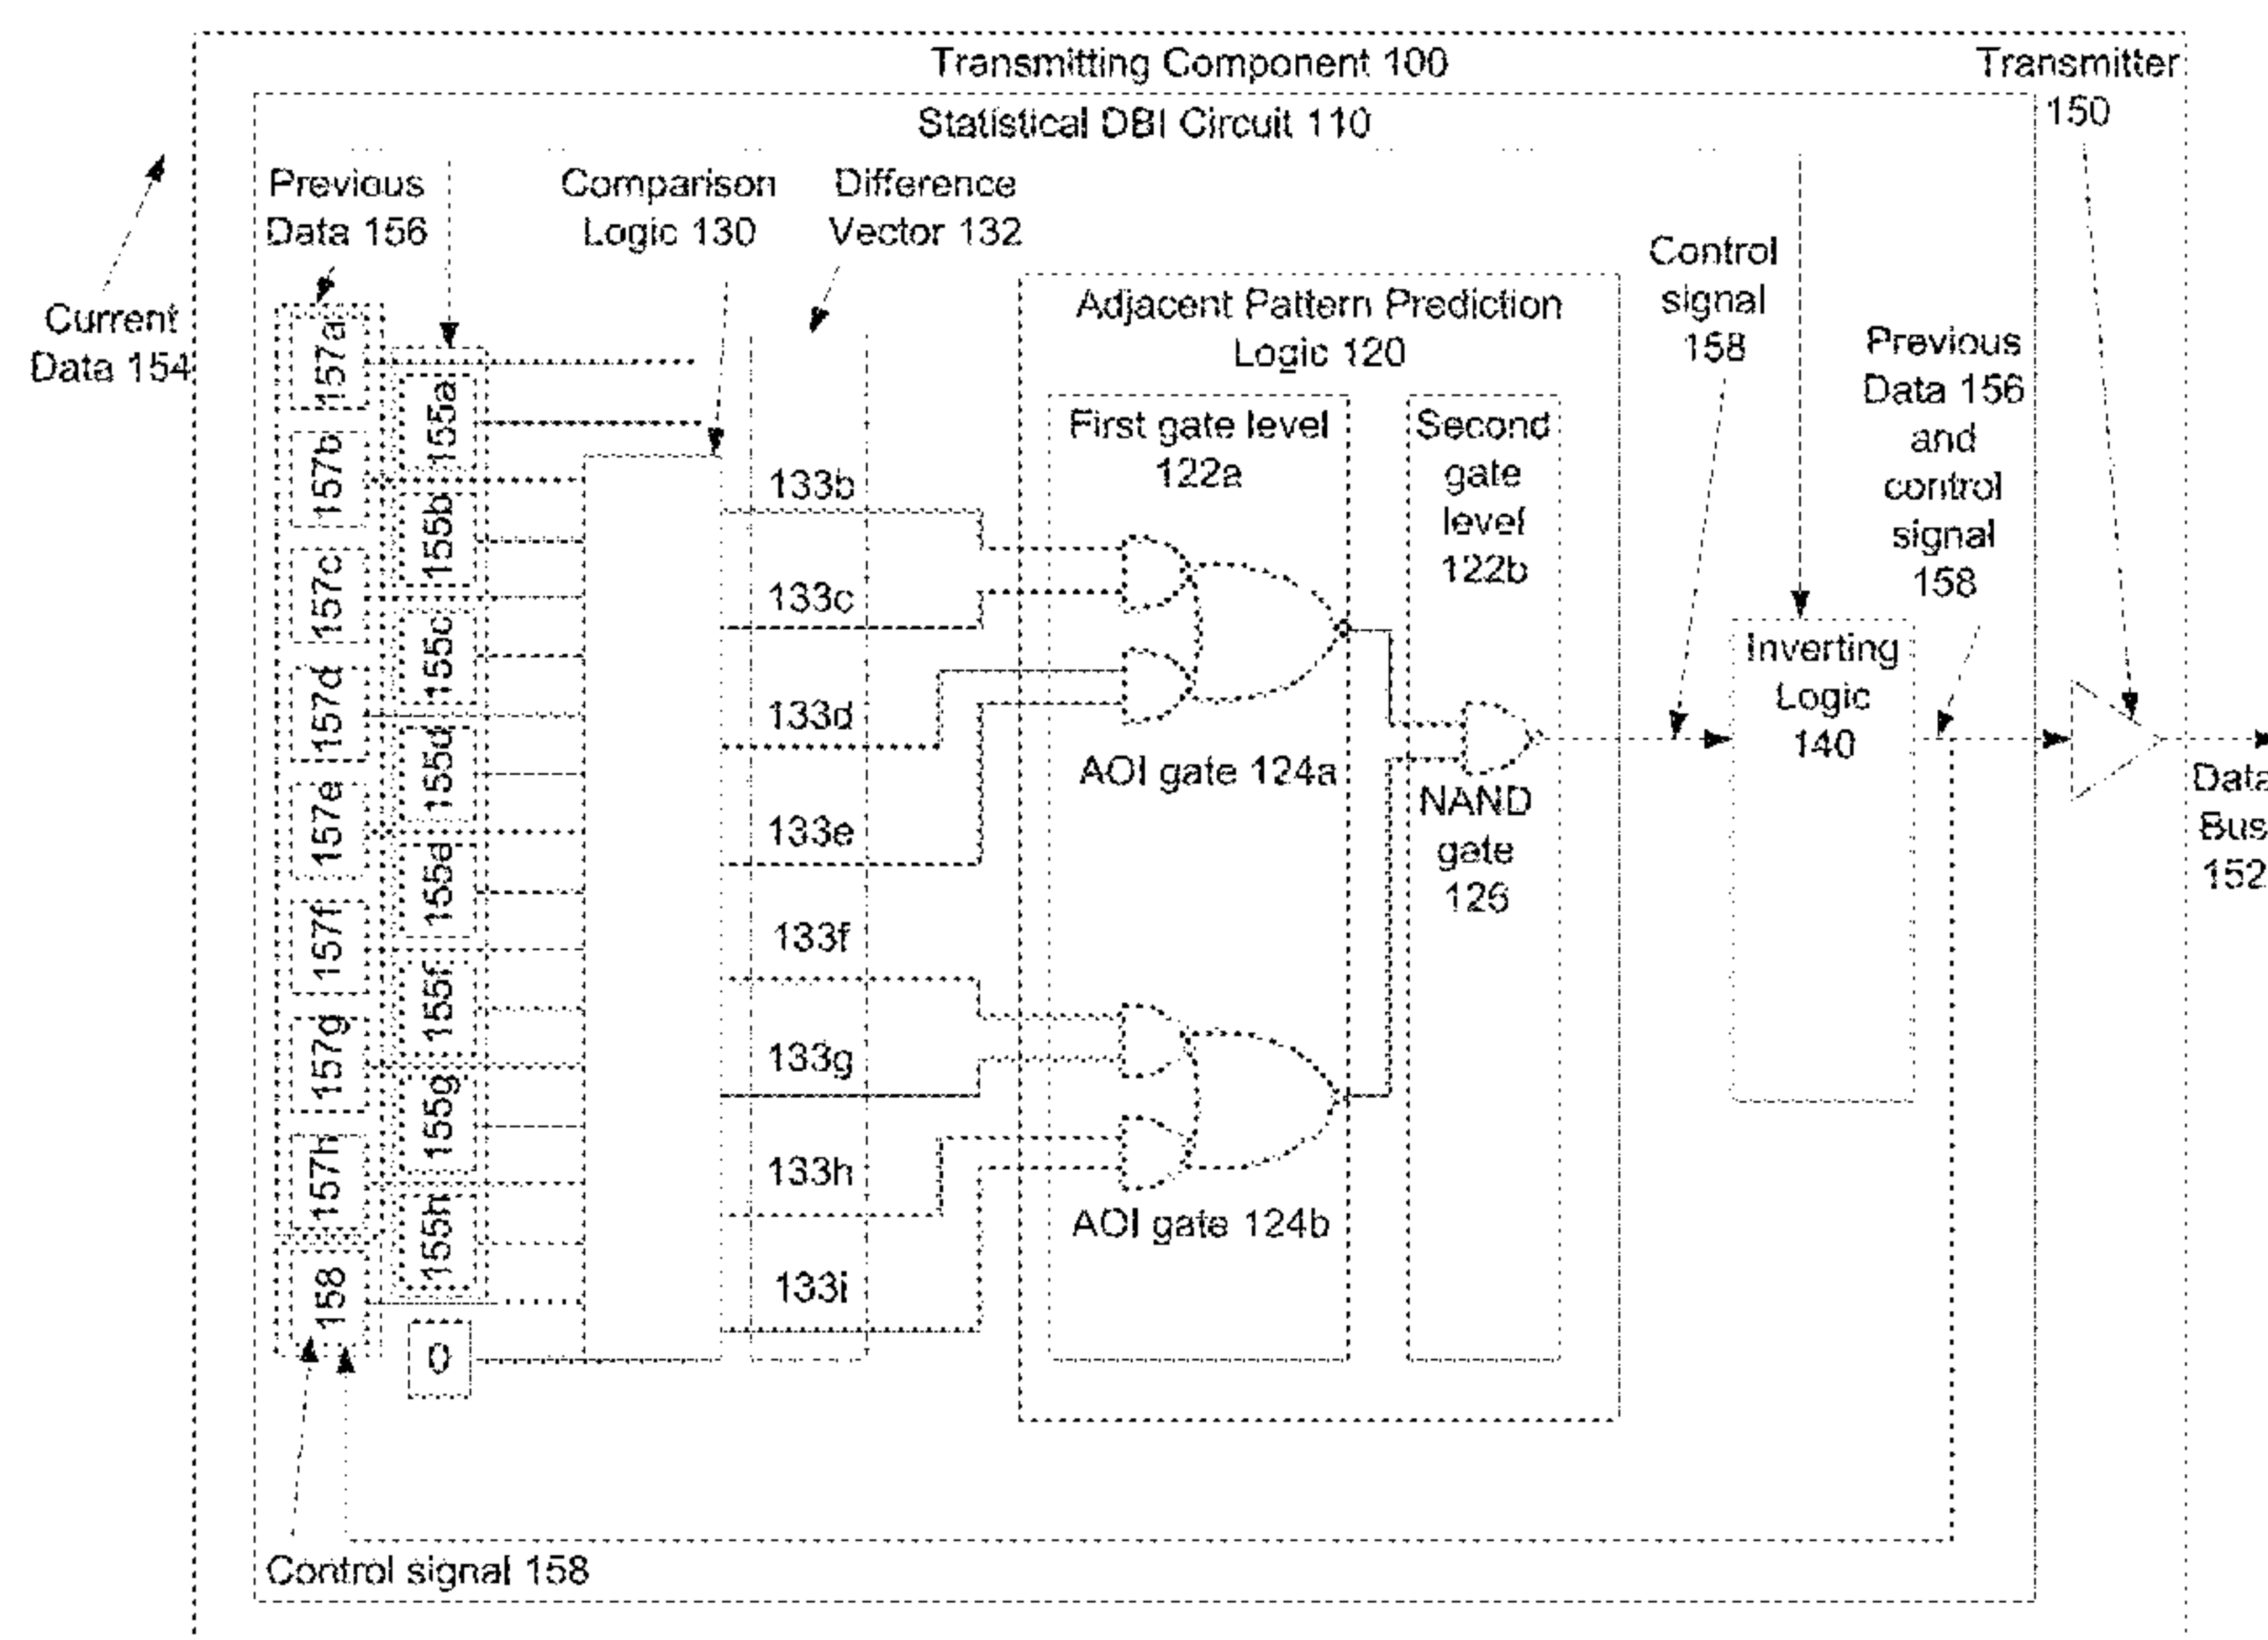 Transmitting Component 100
Transmitter
150
Statistical DBI Circuit 110
Previous
Data 156
Comparison
Logic 130
Difference
Vector 132
Current
Data 154
Adjacent Pattern Prediction
Logic 120
Control
signal
158
Previous
Data 156
and
control
signal
158
First gate level
122a
Second
gate
level
122b
157a
157b
157c
157d
157e
157f
157g
157h
158
155a
155b
155c
155d
155e
155f
155g
155h
0
133b
133c
133d
133e
133f
133g
133h
133i
AOI gate 124a
AOI gate 124b
NAND
gate
126
Inverting
Logic
140
Data
Bus
152
Control signal 158